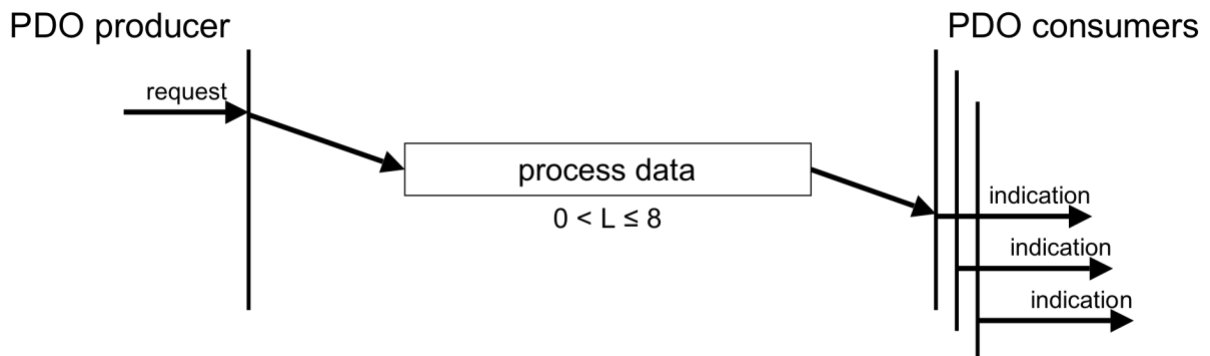 PDO producer
PDO consumers
request
process data
0 < L ≤ 8
indication
indication
indication